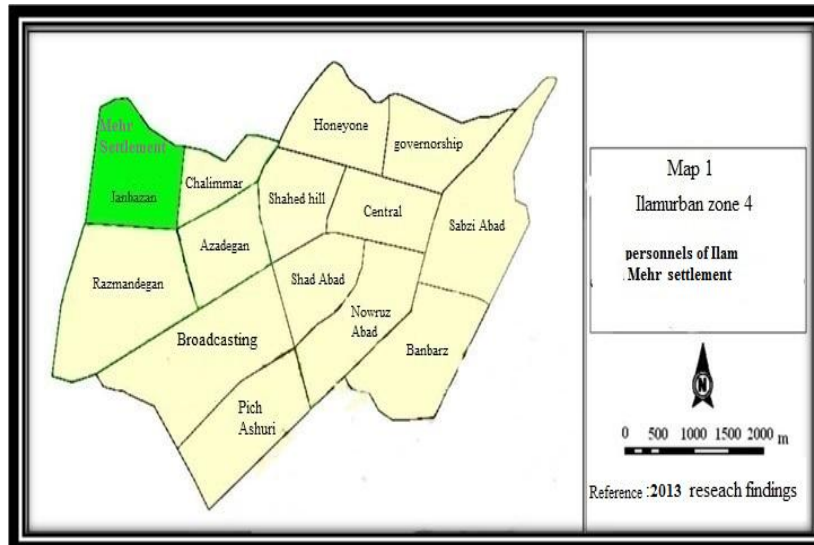 Mehr
Settlement
Janbazan
Chalimmar
Honeyone
governorship
Shahed hill
Central
Sabzi Abad
Azadegan
Razmandegan
Shad Abad
Broadcasting
Nowruz
Abad
Banbarz
Pich
Ashuri
Map 1
Ilamurban zone 4
personnels of Ilam
.Mehr settlement
N
0 500 1000 1500 2000 m
Reference :2013 reseach findings